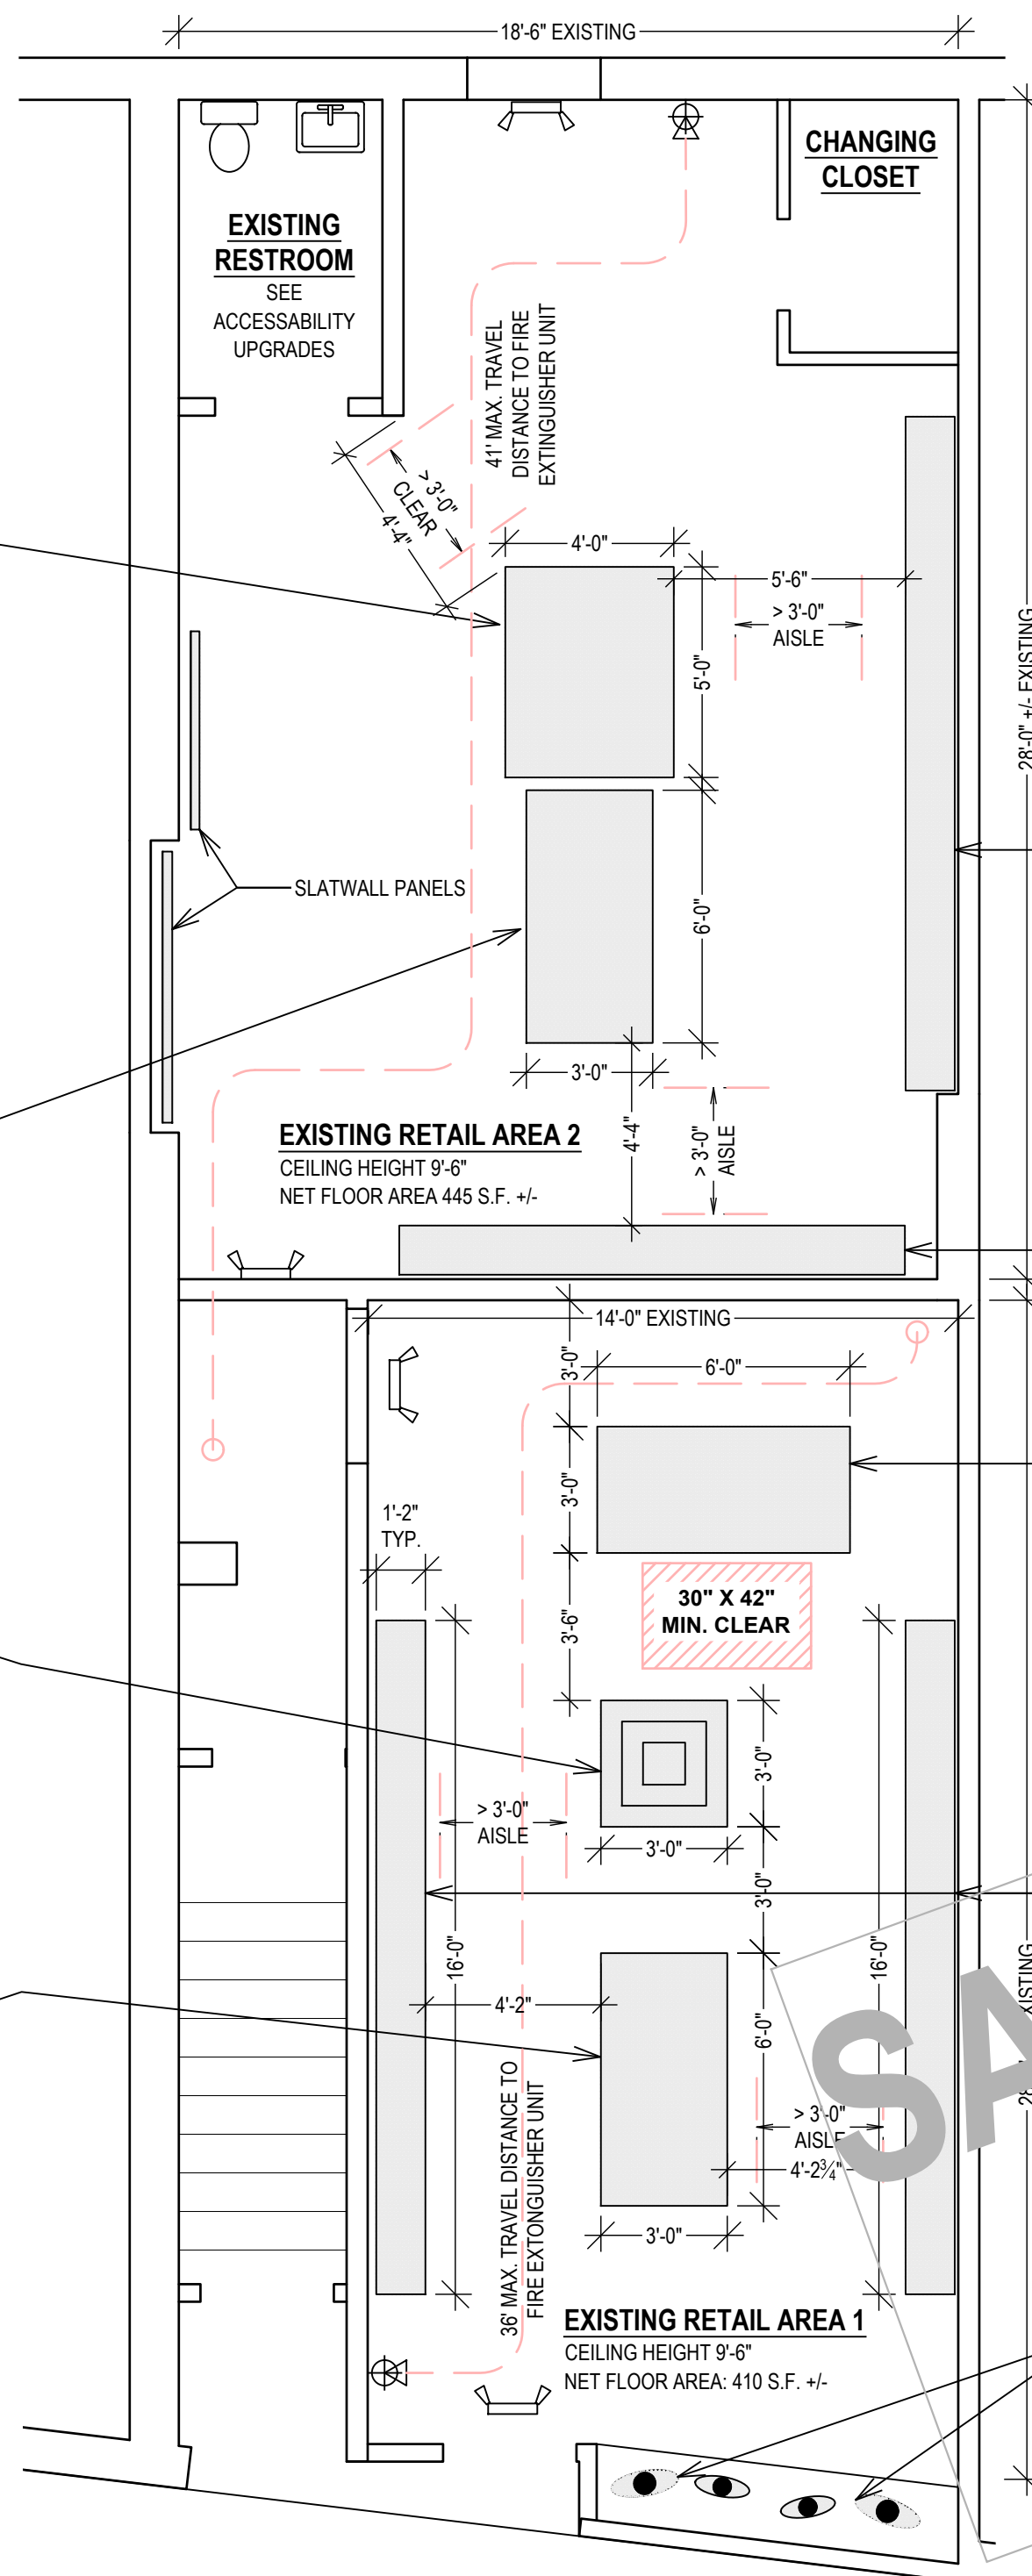 18'-6" EXISTING
CHANGING
CLOSET
EXISTING
RESTROOM
SEE
ACCESSABILITY
UPGRADES
41' MAX. TRAVEL
DISTANCE TO FIRE
EXTINGUISHER UNIT
> 3'-0"
CLEAR
4'-4"
4'-0"
5'-6"
> 3'-0"
AISLE
5'-0"
28'-0" +/- EXISTING
SLATWALL PANELS
6'-0"
3'-0"
4'-4"
> 3'-0"
AISLE
EXISTING RETAIL AREA 2
CEILING HEIGHT 9'-6"
NET FLOOR AREA 445 S.F. +/-
14'-0" EXISTING
3'-0"
6'-0"
3'-0"
1'-2"
TYP.
30" X 42"
MIN. CLEAR
3'-6"
3'-0"
> 3'-0"
AISLE
3'-0"
3'-0"
16'-0"
16'-0"
4'-2"
6'-0"
36' MAX. TRAVEL DISTANCE TO
FIRE EXTONGUISHER UNIT
> 3'-0"
AISLE
4'-2¾"
3'-0"
SA
EXISTING RETAIL AREA 1
CEILING HEIGHT 9'-6"
NET FLOOR AREA: 410 S.F. +/-